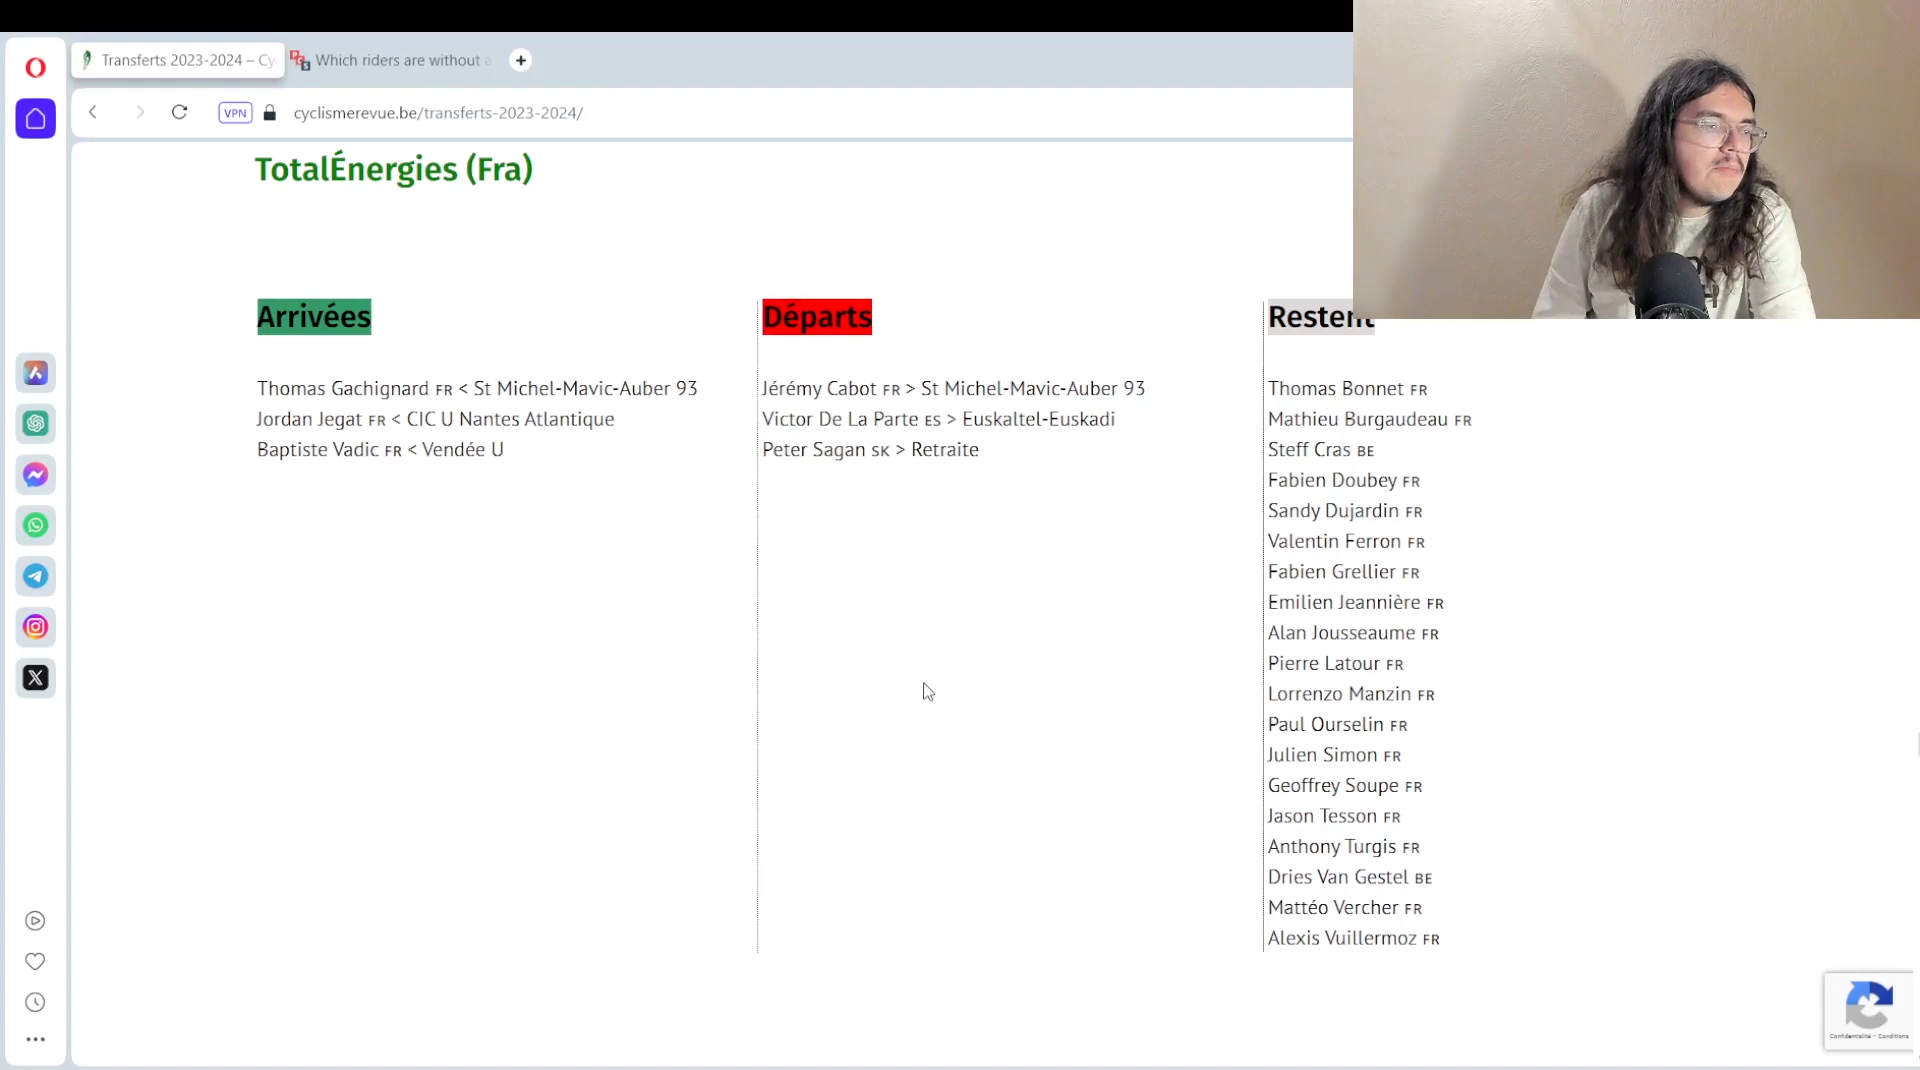 Transferts 2023-2024 – Cy
Which riders are without a
VPN
cyclismerevue.be/transferts-2023-2024/
TotalÉnergies (Fra)
Arrivées
Thomas Gachignard FR < St Michel-Mavic-Auber 93
Jordan Jegat FR < CIC U Nantes Atlantique
Baptiste Vadic FR < Vendée U
Départs
Jérémy Cabot FR > St Michel-Mavic-Auber 93
Victor De La Parte ES > Euskaltel-Euskadi
Peter Sagan SK > Retraite
Restent
Thomas Bonnet FR
Mathieu Burgaudeau FR
Steff Cras BE
Fabien Doubey FR
Sandy Dujardin FR
Valentin Ferron FR
Fabien Grellier FR
Emilien Jeannière FR
Alan Jousseaume FR
Pierre Latour FR
Lorrenzo Manzin FR
Paul Ourselin FR
Julien Simon FR
Geoffrey Soupe FR
Jason Tesson FR
Anthony Turgis FR
Dries Van Gestel BE
Mattéo Vercher FR
Alexis Vuillermoz FR
Confidentialité - Conditions